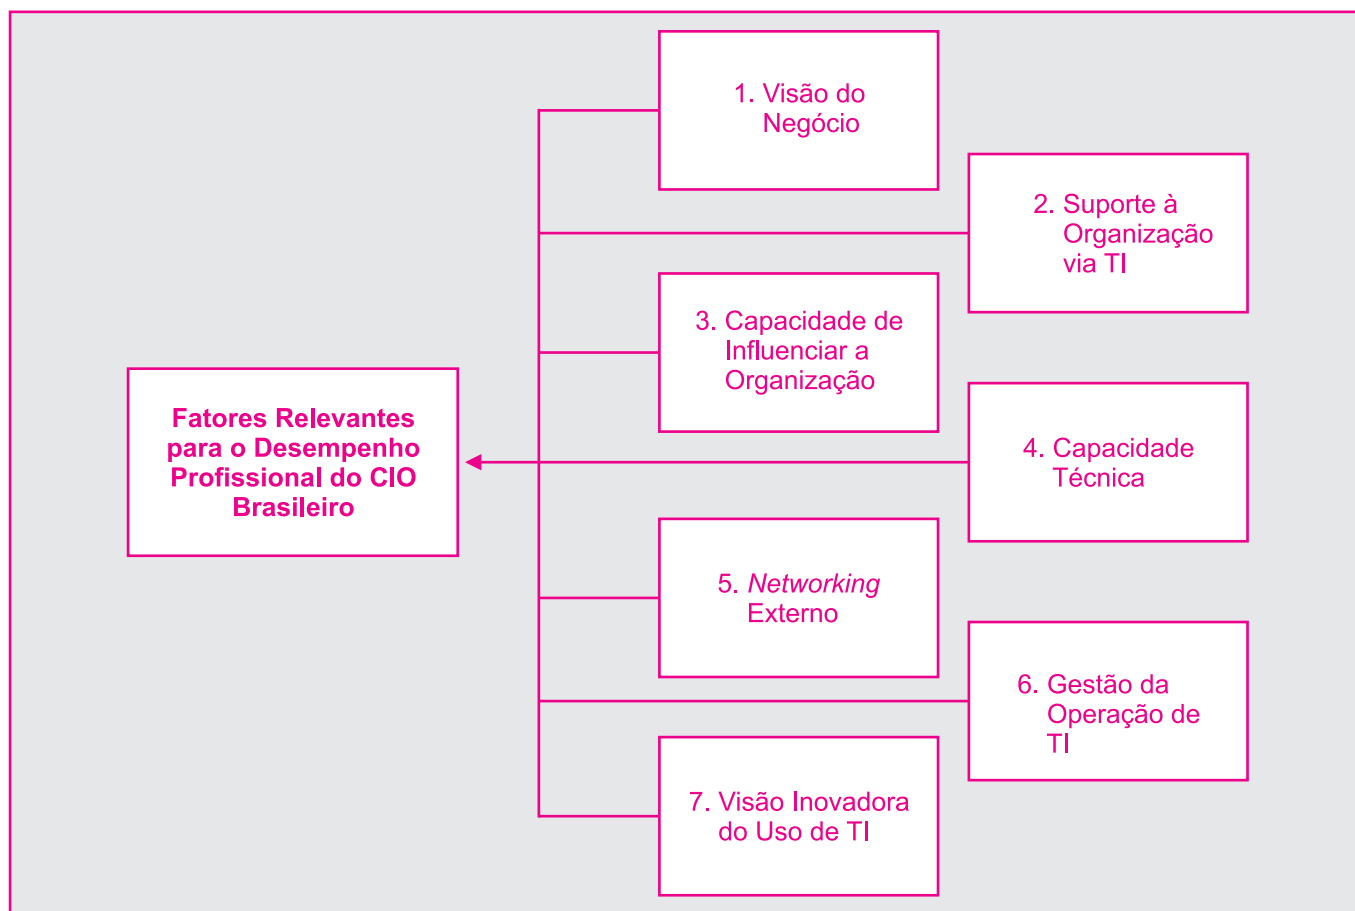 1. Visão do
Negócio
2. Suporte à
Organização
via TI
3. Capacidade de
Influenciar a
Organização
Fatores Relevantes
para o Desempenho
Profissional do CIO
Brasileiro
4. Capacidade
Técnica
5. Networking
Externo
6. Gestão da
Operação de
TI
7. Visão Inovadora
do Uso de TI